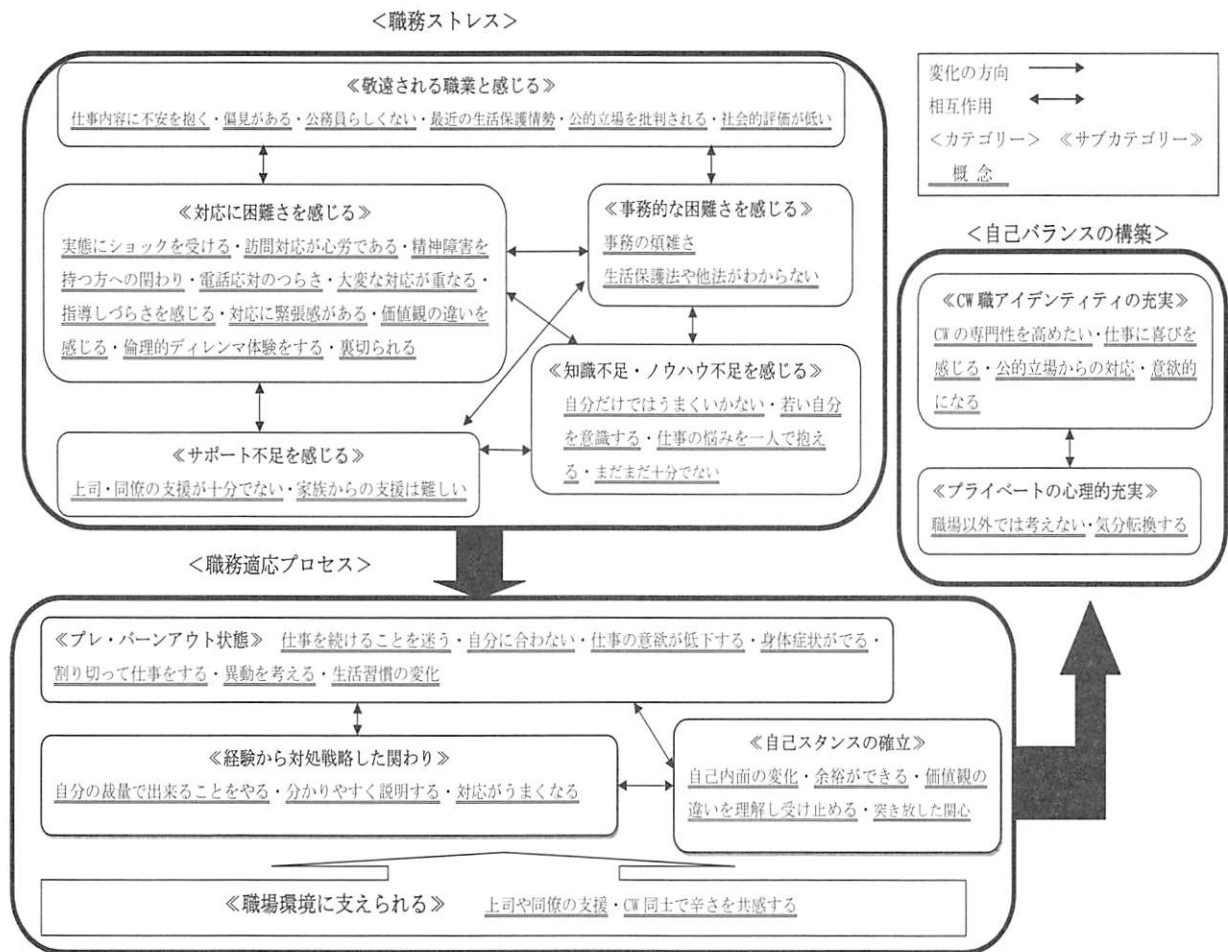 ＜職務ストレス＞
≪敬遠される職業と感じる≫
仕事内容に不安を抱く・偏見がある・公務員らしくない・最近の生活保護情勢・公的立場を批判される・社会的評価が低い
≪対応に困難さを感じる≫
実態にショックを受ける・訪問対応が心労である・精神障害を
持つ方への関わり・電話応対のつらさ・大変な対応が重なる・
指導しづらさを感じる・対応に緊張感がある・価値観の違いを
感じる・倫理的ディレンマ体験をする・裏切られる
≪事務的な困難さを感じる≫
事務の煩雑さ
生活保護法や他法がわからない
≪知識不足・ノウハウ不足を感じる≫
自分だけではうまくいかない・若い自分
を意識する・仕事の悩みを一人で抱え
る・まだまだ十分でない
≪サポート不足を感じる≫
上司・同僚の支援が十分でない・家族からの支援は難しい
変化の方向
相互作用
＜カテゴリー＞ ≪サブカテゴリー≫
概 念
＜自己バランスの構築＞
≪CW職アイデンティティの充実≫
CWの専門性を高めたい・仕事に喜びを
感じる・公的立場からの対応・意欲的
になる
≪プライベートの心理的充実≫
職場以外では考えない・気分転換する
＜職務適応プロセス＞
≪プレ・バーンアウト状態≫ 仕事を続けることを迷う・自分に合わない・仕事の意欲が低下する・身体症状がでる・
割り切って仕事をする・異動を考える・生活習慣の変化
≪経験から対処戦略した関わり≫
自分の裁量で出来ることをやる・分かりやすく説明する・対応がうまくなる
≪自己スタンスの確立≫
自己内面の変化・余裕ができる・価値観の
違いを理解し受け止める・突き放した関心
≪職場環境に支えられる≫ 上司や同僚の支援・CW同士で辛さを共感する